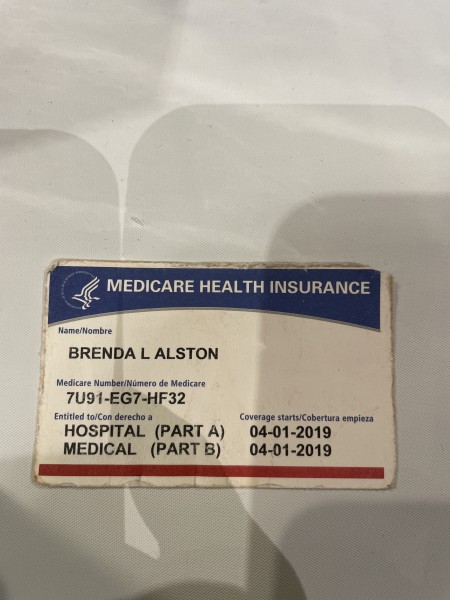 MEDICARE HEALTH INSURANCE
Name/Nombre
BRENDA L ALSTON
Medicare Number/Número de Medicare
7U91-EG7-HF32
Entitled to/Con derecho a Coverage starts/Cobertura empieza
HOSPITAL (PART A) 04-01-2019
MEDICAL (PART B) 04-01-2019